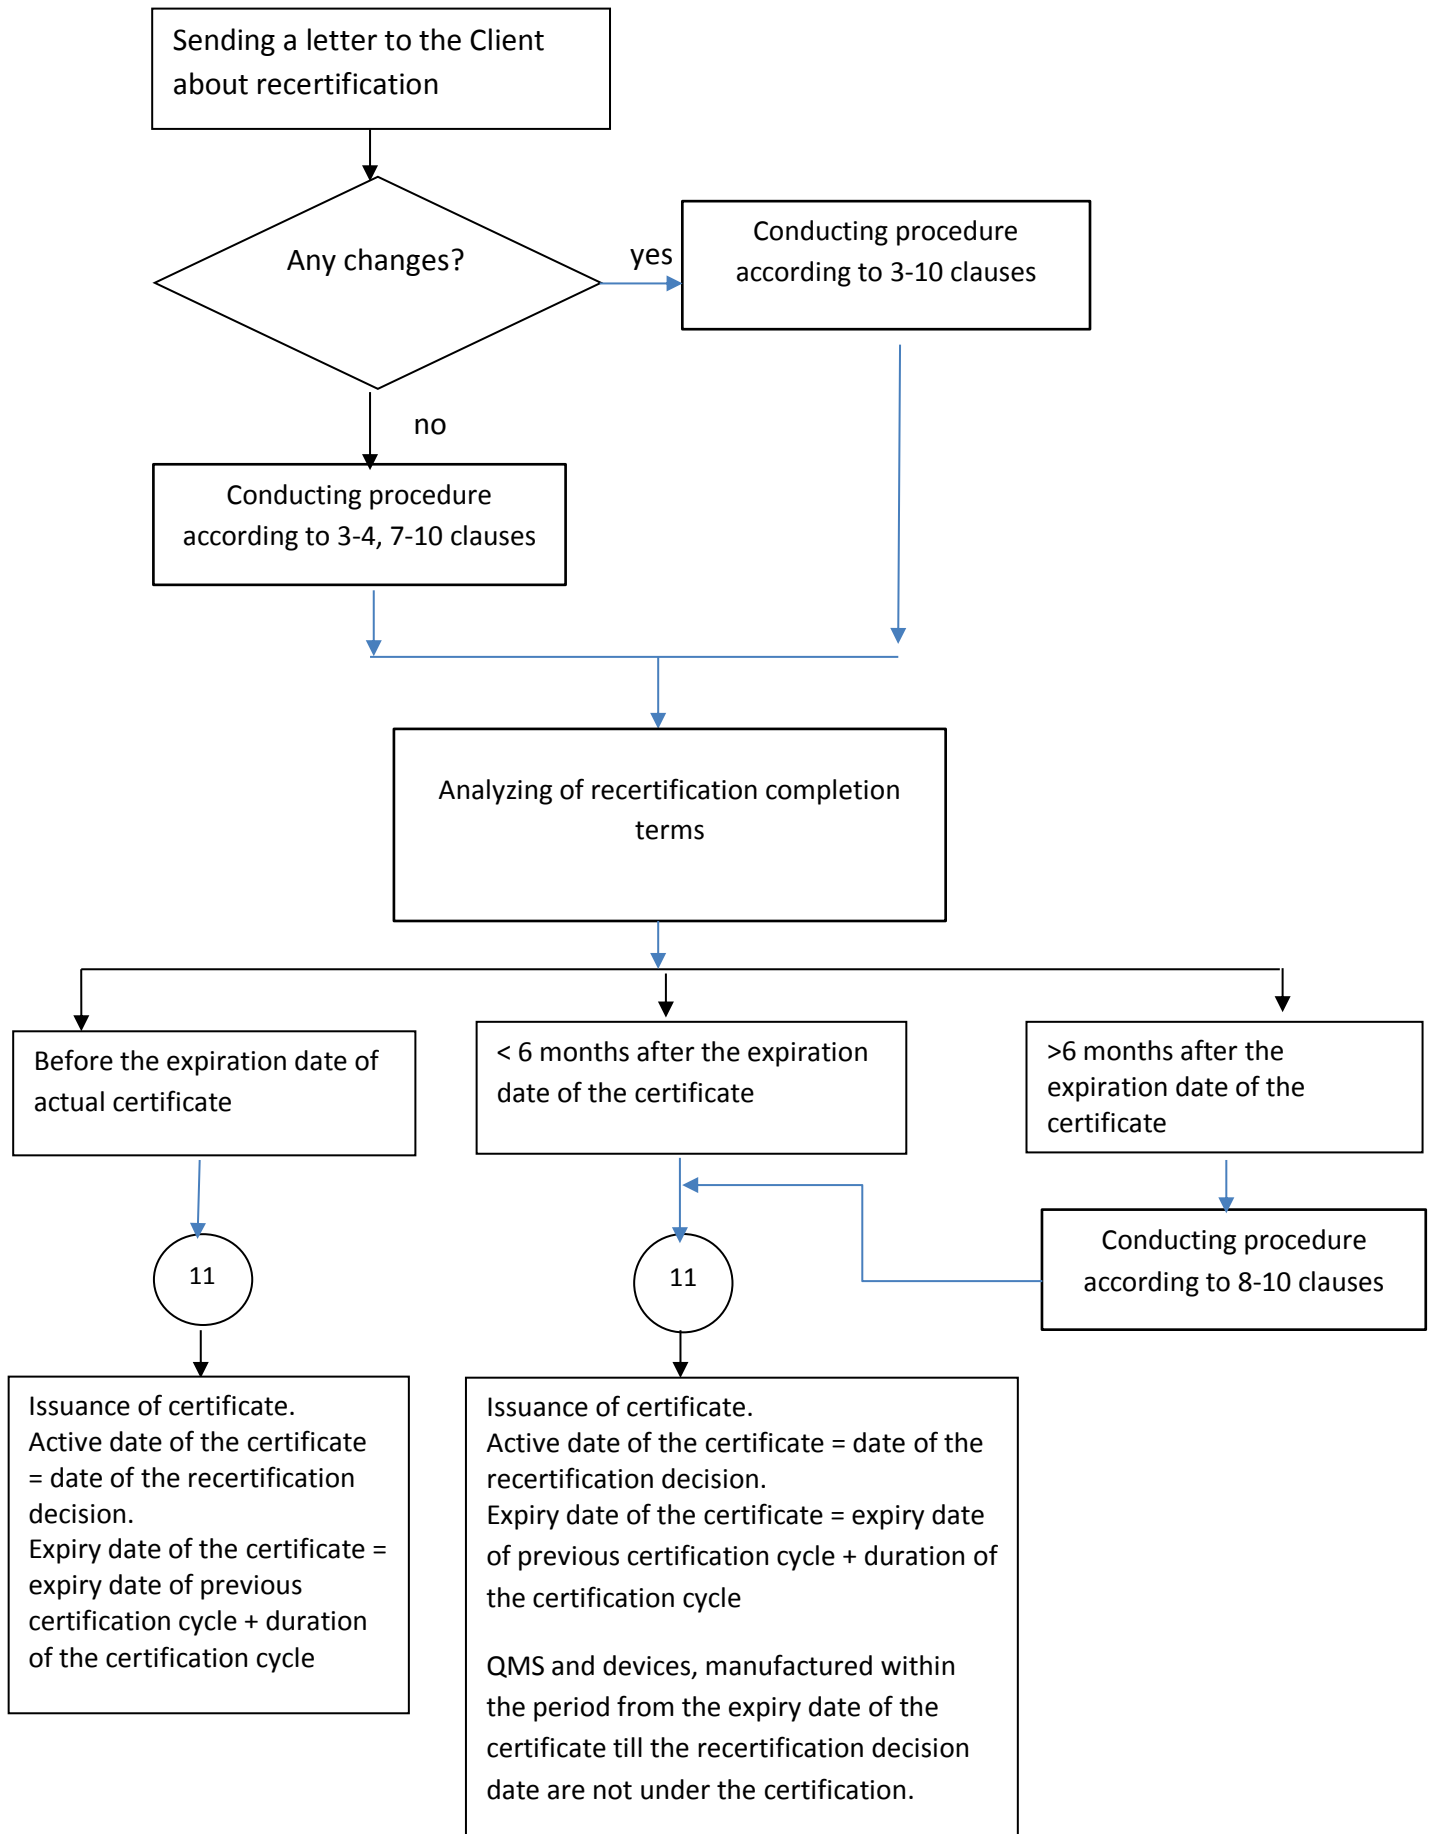 Sending a letter to the Client
about recertification
Any changes?
yes
Conducting procedure
according to 3-10 clauses
no
Conducting procedure
according to 3-4, 7-10 clauses
Analyzing of recertification completion
terms
Before the expiration date of
actual certificate
< 6 months after the expiration
date of the certificate
>6 months after the
expiration date of the
certificate
11
11
Conducting procedure
according to 8-10 clauses
Issuance of certificate.
Active date of the certificate
= date of the recertification
decision.
Expiry date of the certificate =
expiry date of previous
certification cycle + duration
of the certification cycle
Issuance of certificate.
Active date of the certificate = date of the
recertification decision.
Expiry date of the certificate = expiry date
of previous certification cycle + duration of
the certification cycle
QMS and devices, manufactured within
the period from the expiry date of the
certificate till the recertification decision
date are not under the certification.